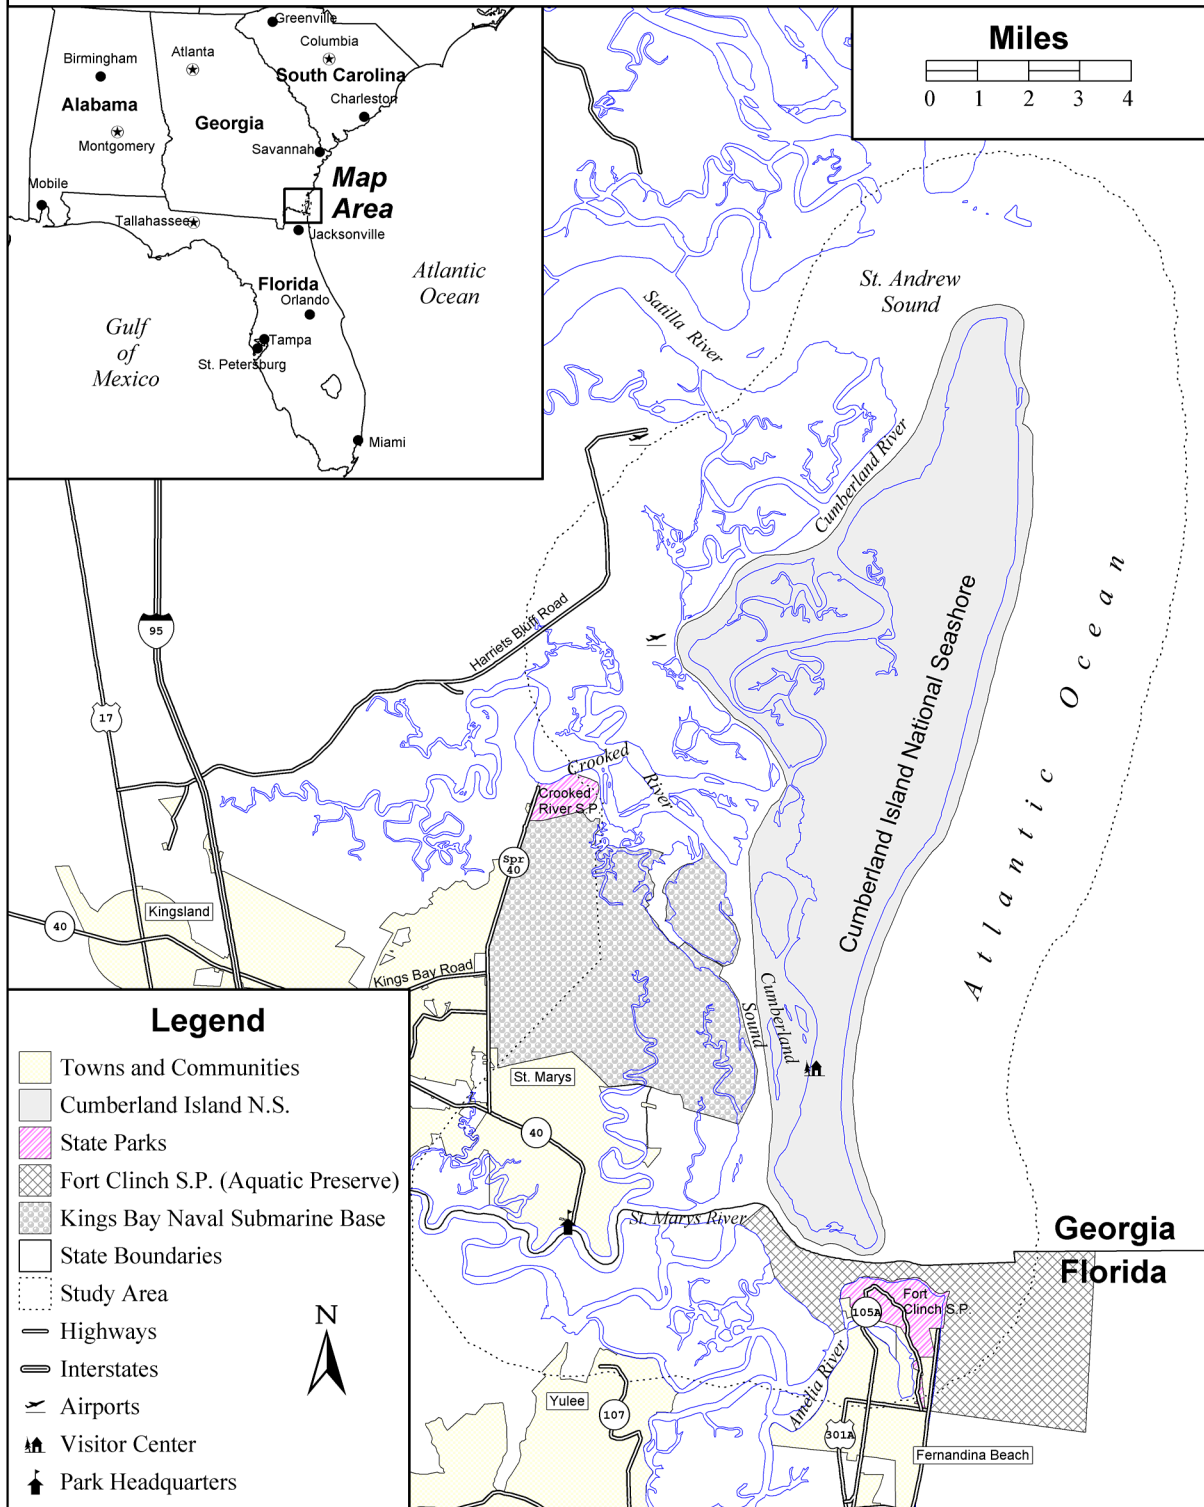 Greenville
Columbia
Atlanta
Birmingham
South Carolina
Alabama
Charleston
Georgia
Montgomery
Savannah
Map
Area
Mobile
Tallahassee
Jacksonville
Atlantic
Ocean
Florida
Orlando
Gulf
of
Mexico
Tampa
St. Petersburg
Miami
Miles
0 1 2 3 4
St. Andrew
Sound
Satilla River
Cumberland River
Harriets Bluff Road
95
17
Cumberland Island National Seashore
Atlantic Ocean
Crooked
River
Crooked
River S.P.
Spr
40
Kingsland
40
Kings Bay Road
Cumberland
Sound
St. Marys
40
St. Marys River
Georgia
Florida
Fort
Clinch S.P.
105A
Amelia River
Yulee
107
301A
Fernandina Beach
Legend
Towns and Communities
Cumberland Island N.S.
State Parks
Fort Clinch S.P. (Aquatic Preserve)
Kings Bay Naval Submarine Base
State Boundaries
Study Area
Highways
Interstates
Airports
Visitor Center
Park Headquarters
N